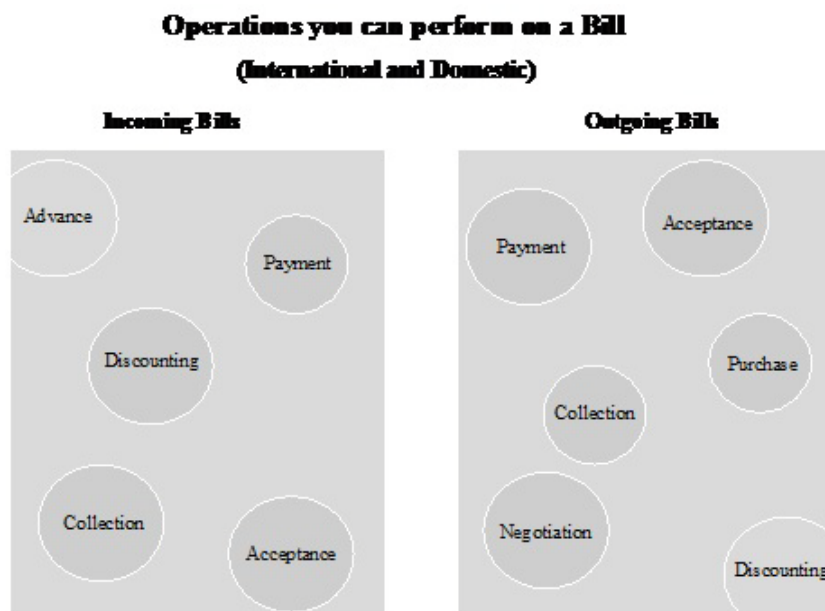 Operations you can perform on a Bill
(International and Domestic)
Incoming Bills
Advance
Payment
Discounting
Collection
Acceptance
Outgoing Bills
Payment
Acceptance
Purchase
Collection
Negotiation
Discounting